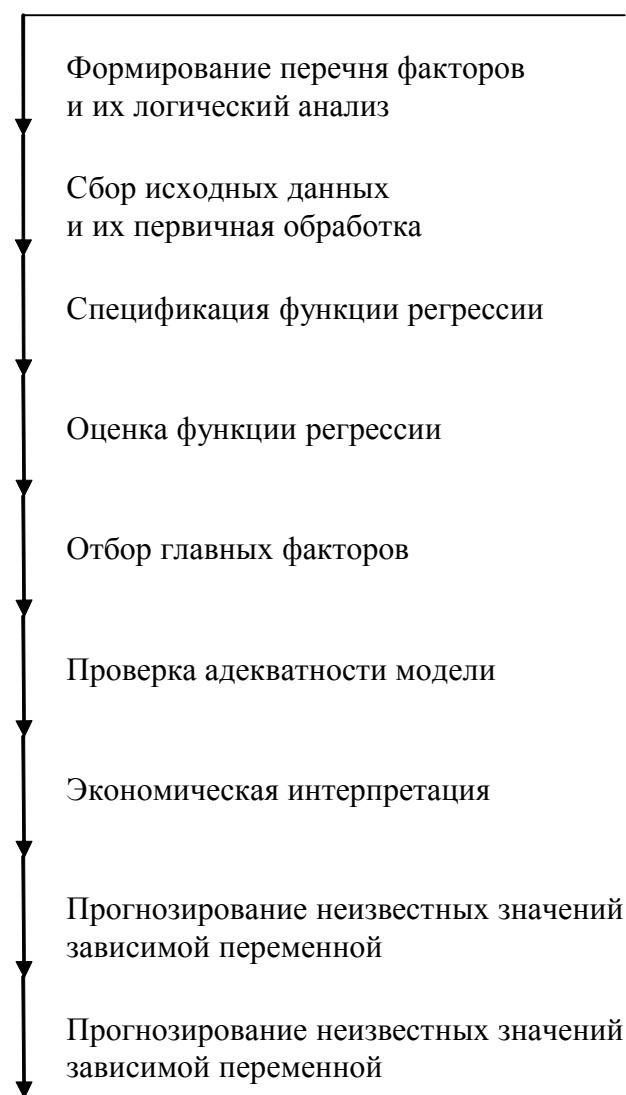 Формирование перечня факторов
и их логический анализ
Сбор исходных данных
и их первичная обработка
Спецификация функции регрессии
Оценка функции регрессии
Отбор главных факторов
Проверка адекватности модели
Экономическая интерпретация
Прогнозирование неизвестных значений
зависимой переменной
Прогнозирование неизвестных значений
зависимой переменной